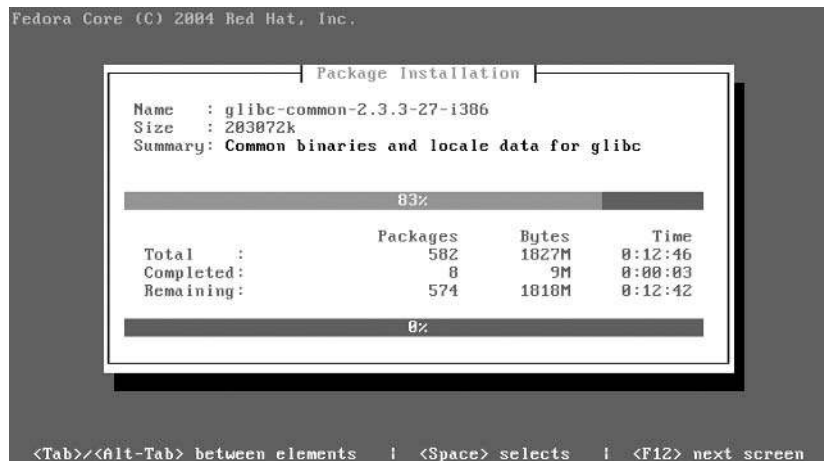 Fedora Core (C) 2004 Red Hat, Inc.
Package Installation
Name : glibc-common-2.3.3-27-i386
Size : 203072k
Summary: Common binaries and locale data for glibc
83%
Packages Bytes Time
Total : 582 1827M 0:12:46
Completed: 8 9M 0:00:03
Remaining: 574 1818M 0:12:42
0%
<Tab>/<Alt-Tab> between elements | <Space> selects | <F12> next screen